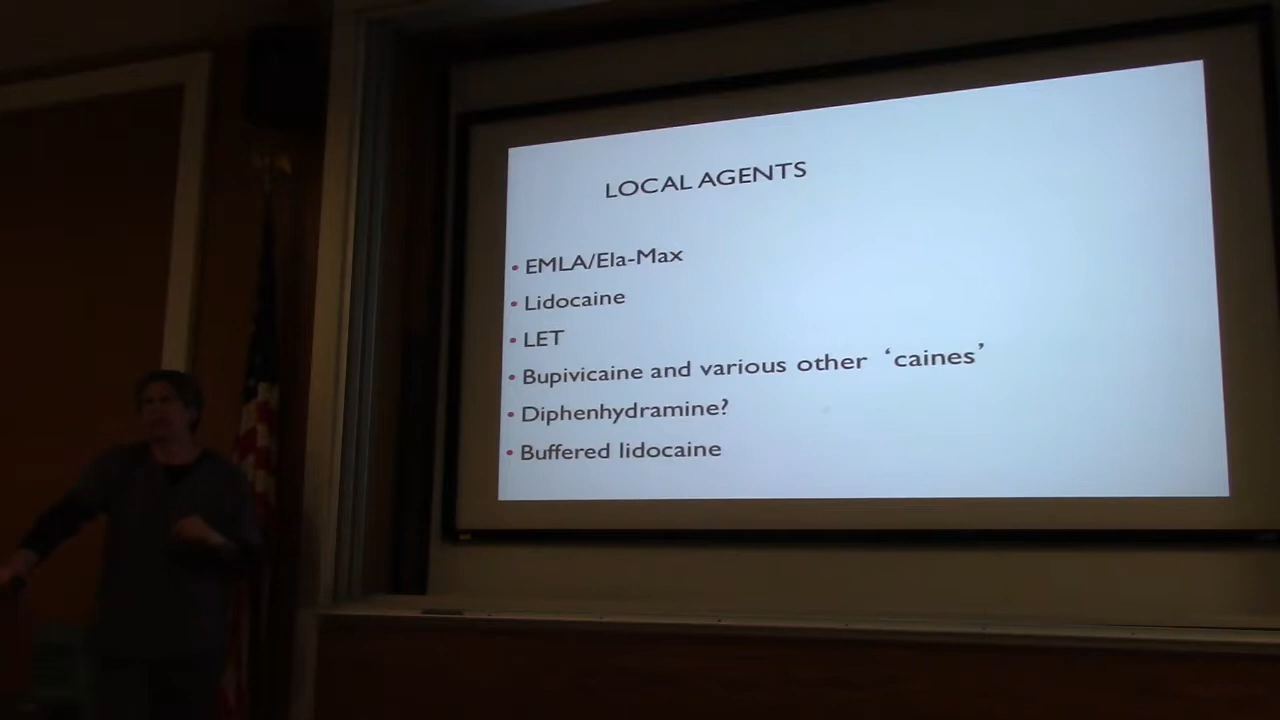 LOCAL AGENTS
• EMLA/Ela-Max
• Lidocaine
• LET
• Bupivicaine and various other ‘caines’
• Diphenhydramine?
• Buffered lidocaine